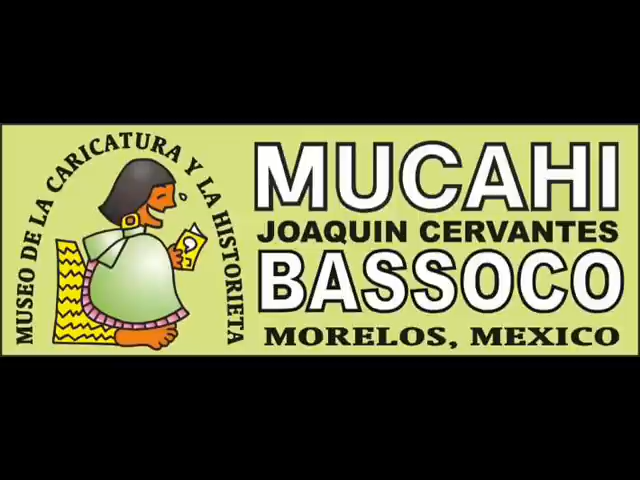 MUSEO DE LA CARICATURA Y LA HISTORIETA
MUCAHI
JOAQUIN CERVANTES
BASSOCO
MORELOS, MEXICO